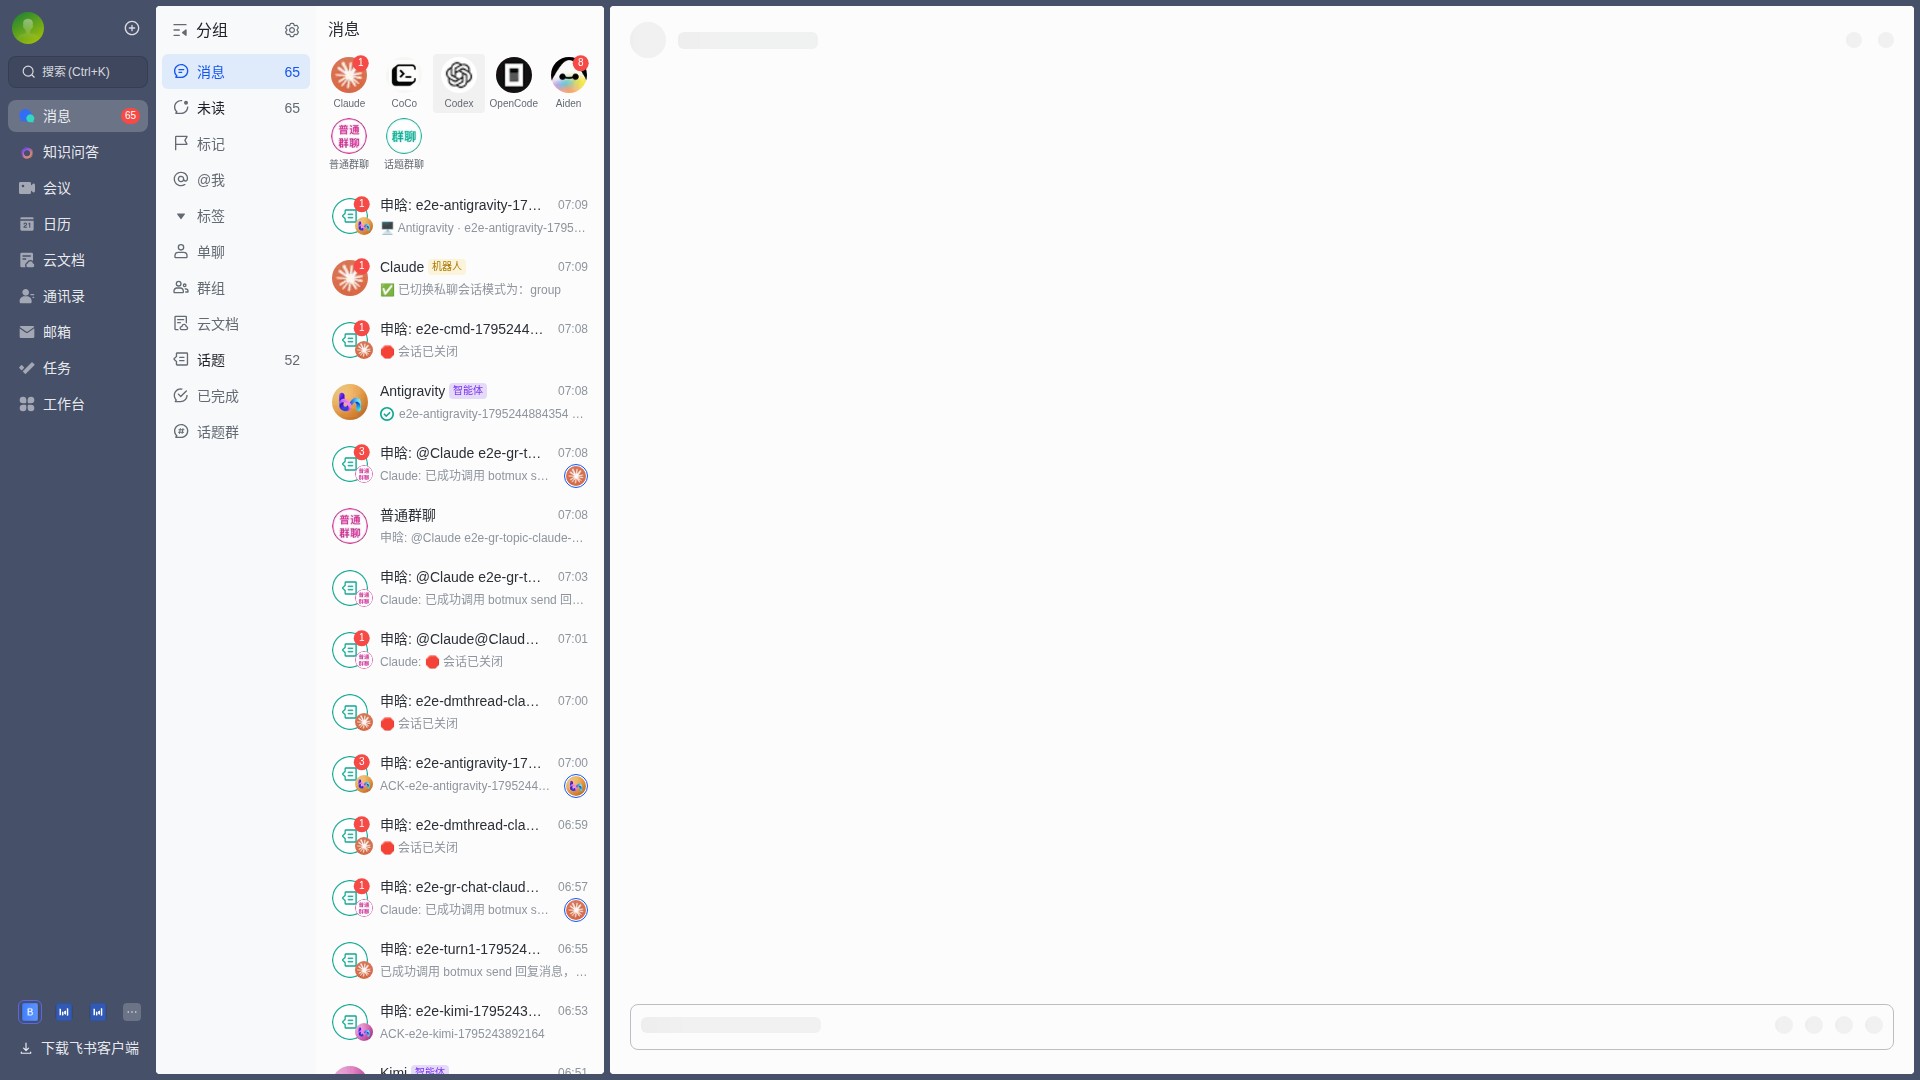 搜索 (Ctrl+K)
消息 65
知识问答
会议
日历
云文档
通讯录
邮箱
任务
工作台
下载飞书客户端
分组
消息 65
未读 65
标记
@我
标签
单聊
群组
云文档
话题 52
已完成
话题群
消息
1 8
Claude CoCo Codex OpenCode Aiden
普通群聊 群聊
普通群聊 话题群聊
1 申晗: e2e-antigravity-17… 07:09
Antigravity · e2e-antigravity-1795…
1 Claude 机器人 07:09
已切换私聊会话模式为：group
1 申晗: e2e-cmd-1795244… 07:08
会话已关闭
Antigravity 智能体 07:08
e2e-antigravity-1795244884354 …
3 申晗: @Claude e2e-gr-t… 07:08
Claude: 已成功调用 botmux s…
普通群聊 普通群聊 07:08
申晗: @Claude e2e-gr-topic-claude-…
申晗: @Claude e2e-gr-t… 07:03
Claude: 已成功调用 botmux send 回…
1 申晗: @Claude@Claud… 07:01
Claude: 会话已关闭
申晗: e2e-dmthread-cla… 07:00
会话已关闭
3 申晗: e2e-antigravity-17… 07:00
ACK-e2e-antigravity-1795244…
1 申晗: e2e-dmthread-cla… 06:59
会话已关闭
1 申晗: e2e-gr-chat-claud… 06:57
Claude: 已成功调用 botmux s…
申晗: e2e-turn1-179524… 06:55
已成功调用 botmux send 回复消息，…
申晗: e2e-kimi-1795243… 06:53
ACK-e2e-kimi-1795243892164
Kimi 智能体 06:51